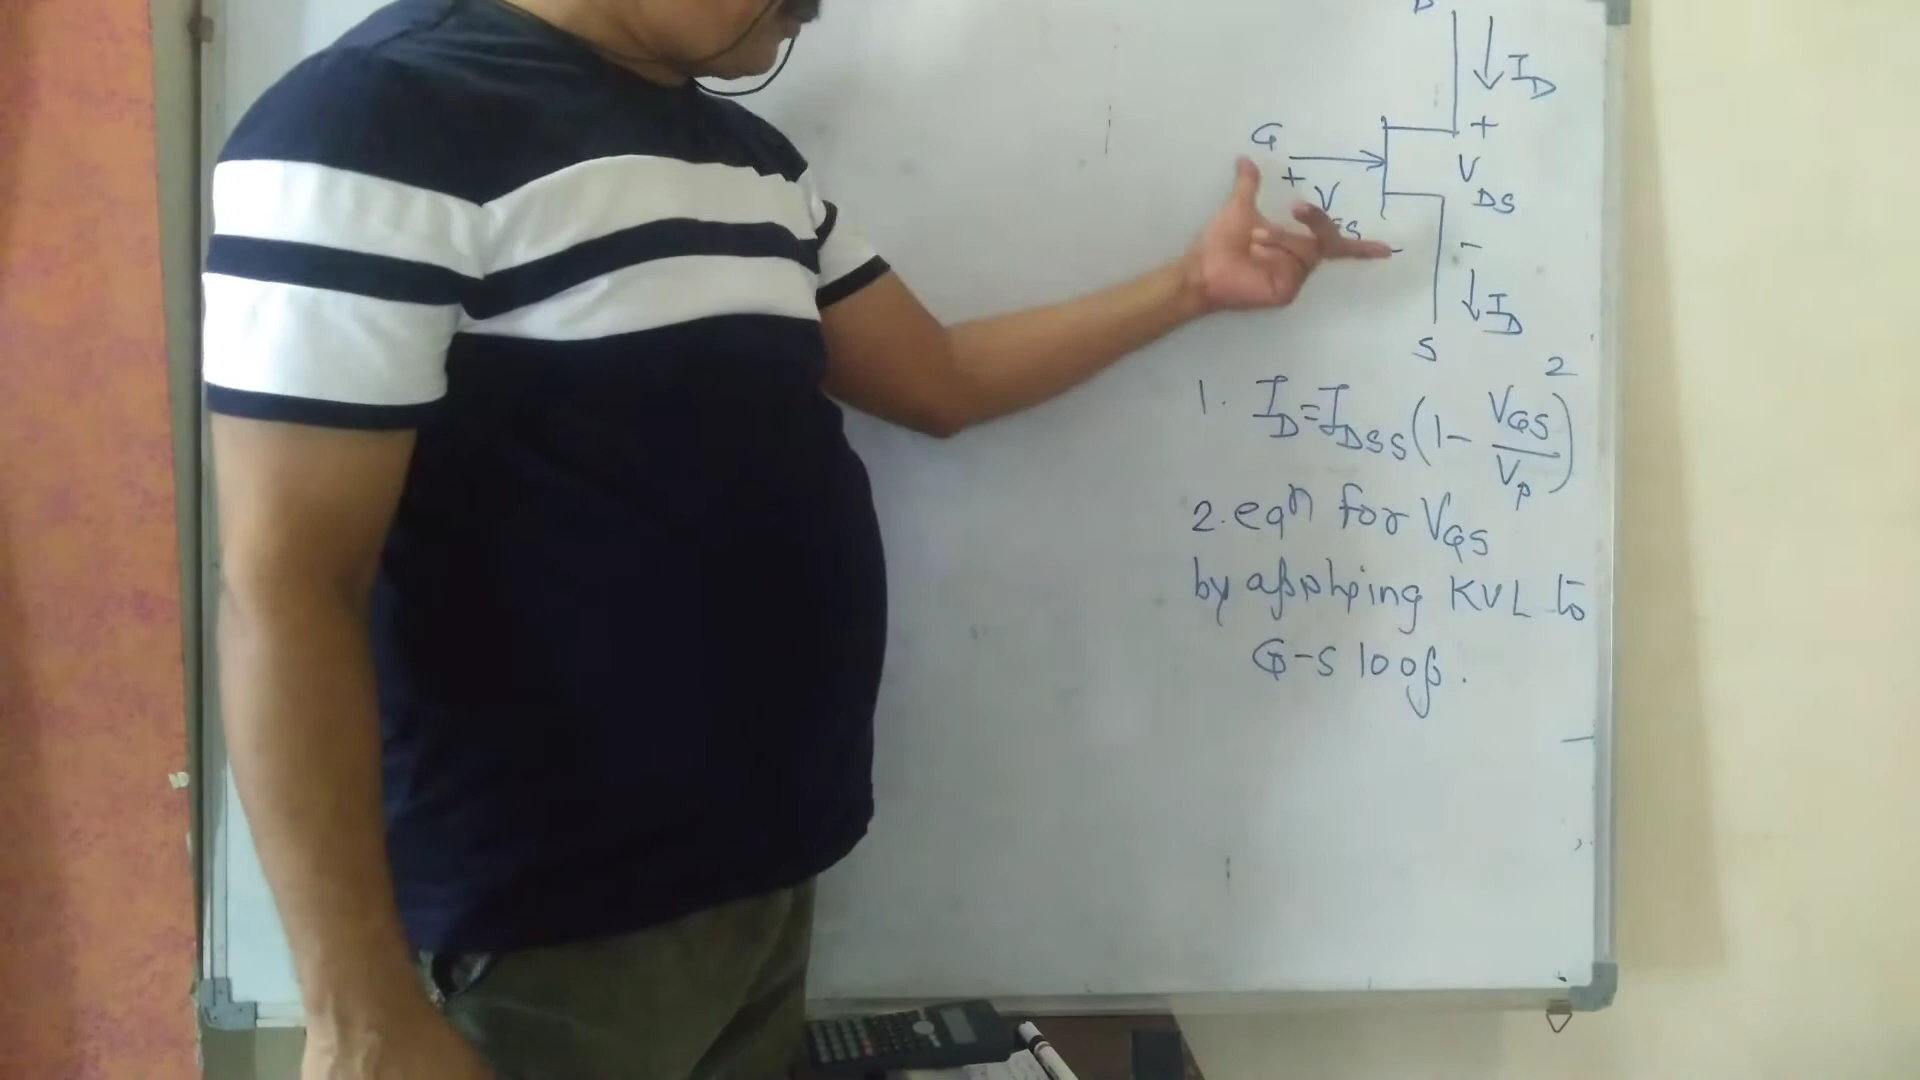 D
I_D
G
+
+
V
V_DS
GS
-
-
I_D
S
1. I_D = I_DSS (1 - V_GS / V_p)^2
2. eqn for V_GS
by applying KVL to
G-S loop.